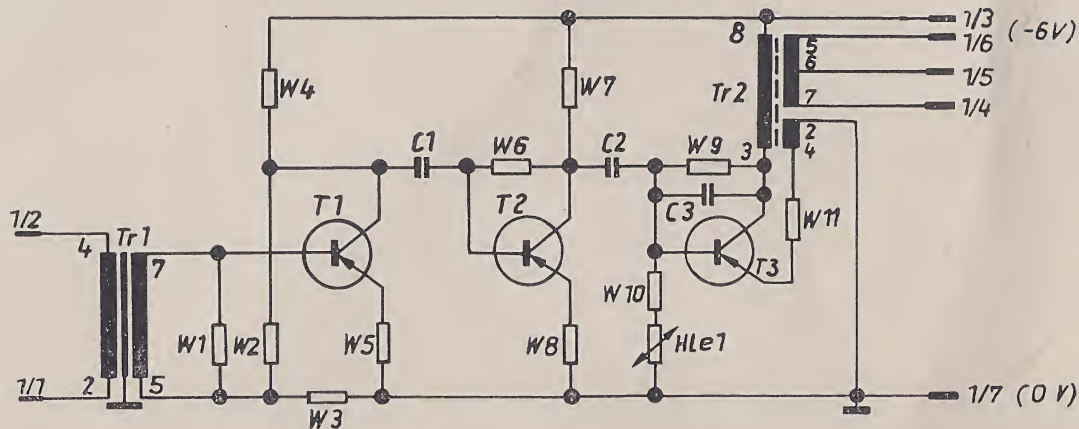 8
1/3
(-6V)
5
1/6
6
1/5
7
1/4
Tr2
W4
W7
2
C1
W6
C2
W9
3
4
C3
W11
T1
T2
T3
1/2
4
Tr1
7
W10
W1
W2
W5
W8
HLe1
1/1
2
5
W3
1/7 (0V)